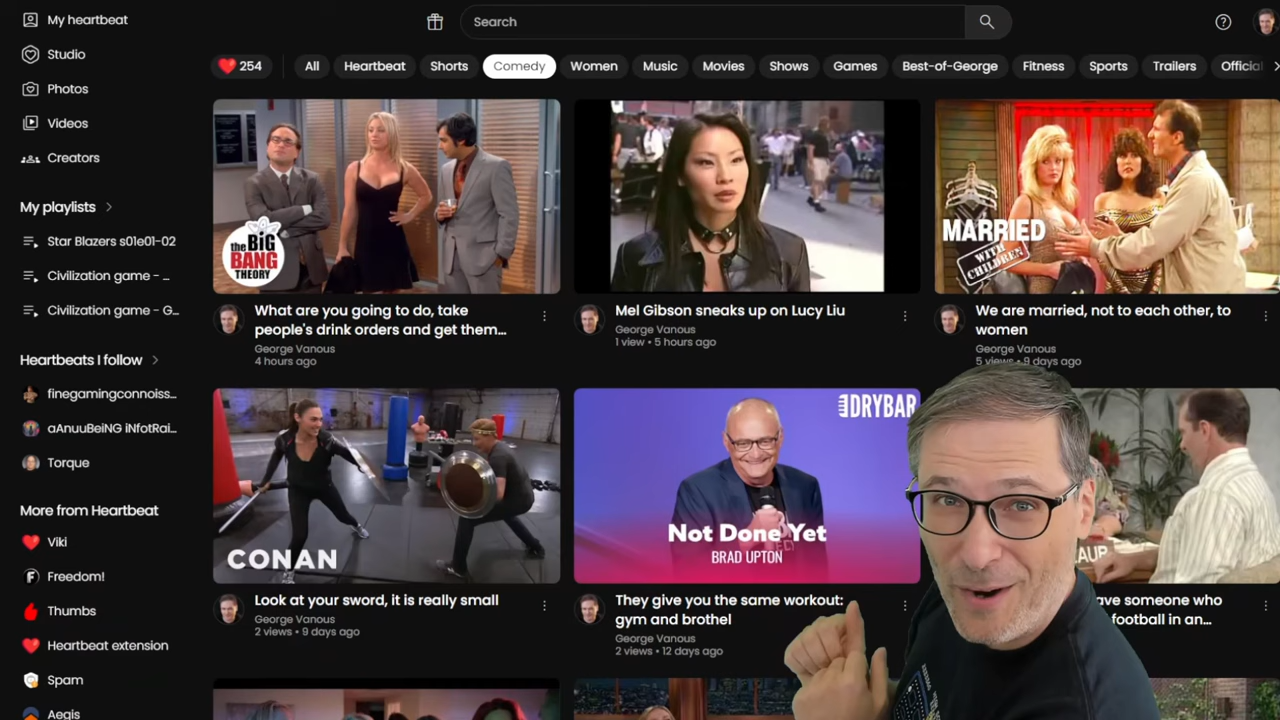 My heartbeat
Search
Studio
254
All
Heartbeat
Shorts
Comedy
Women
Music
Movies
Shows
Games
Best-of-George
Fitness
Sports
Trailers
Photos
Videos
Creators
My playlists
Star Blazers s01e01-02
Civilization game - ...
Civilization game - G...
Heartbeats I follow
finegamingconnoiss...
aAnuuBeiNG iNfotRai...
Torque
More from Heartbeat
Viki
Freedom!
Thumbs
Heartbeat extension
Spam
Aegis
the BiG
BANG
THEORY
What are you going to do, take
people's drink orders and get them...
George Vanous
4 hours ago
Mel Gibson sneaks up on Lucy Liu
George Vanous
1 view • 5 hours ago
MARRIED
WITH
CHILDREN
We are married, not to each other, to
women
George Vanous
5 views • 9 days ago
CONAN
Look at your sword, it is really small
George Vanous
2 views • 9 days ago
DRYBAR
Not Done Yet
BRAD UPTON
They give you the same workout:
gym and brothel
George Vanous
2 views • 12 days ago
someone who
football in an...